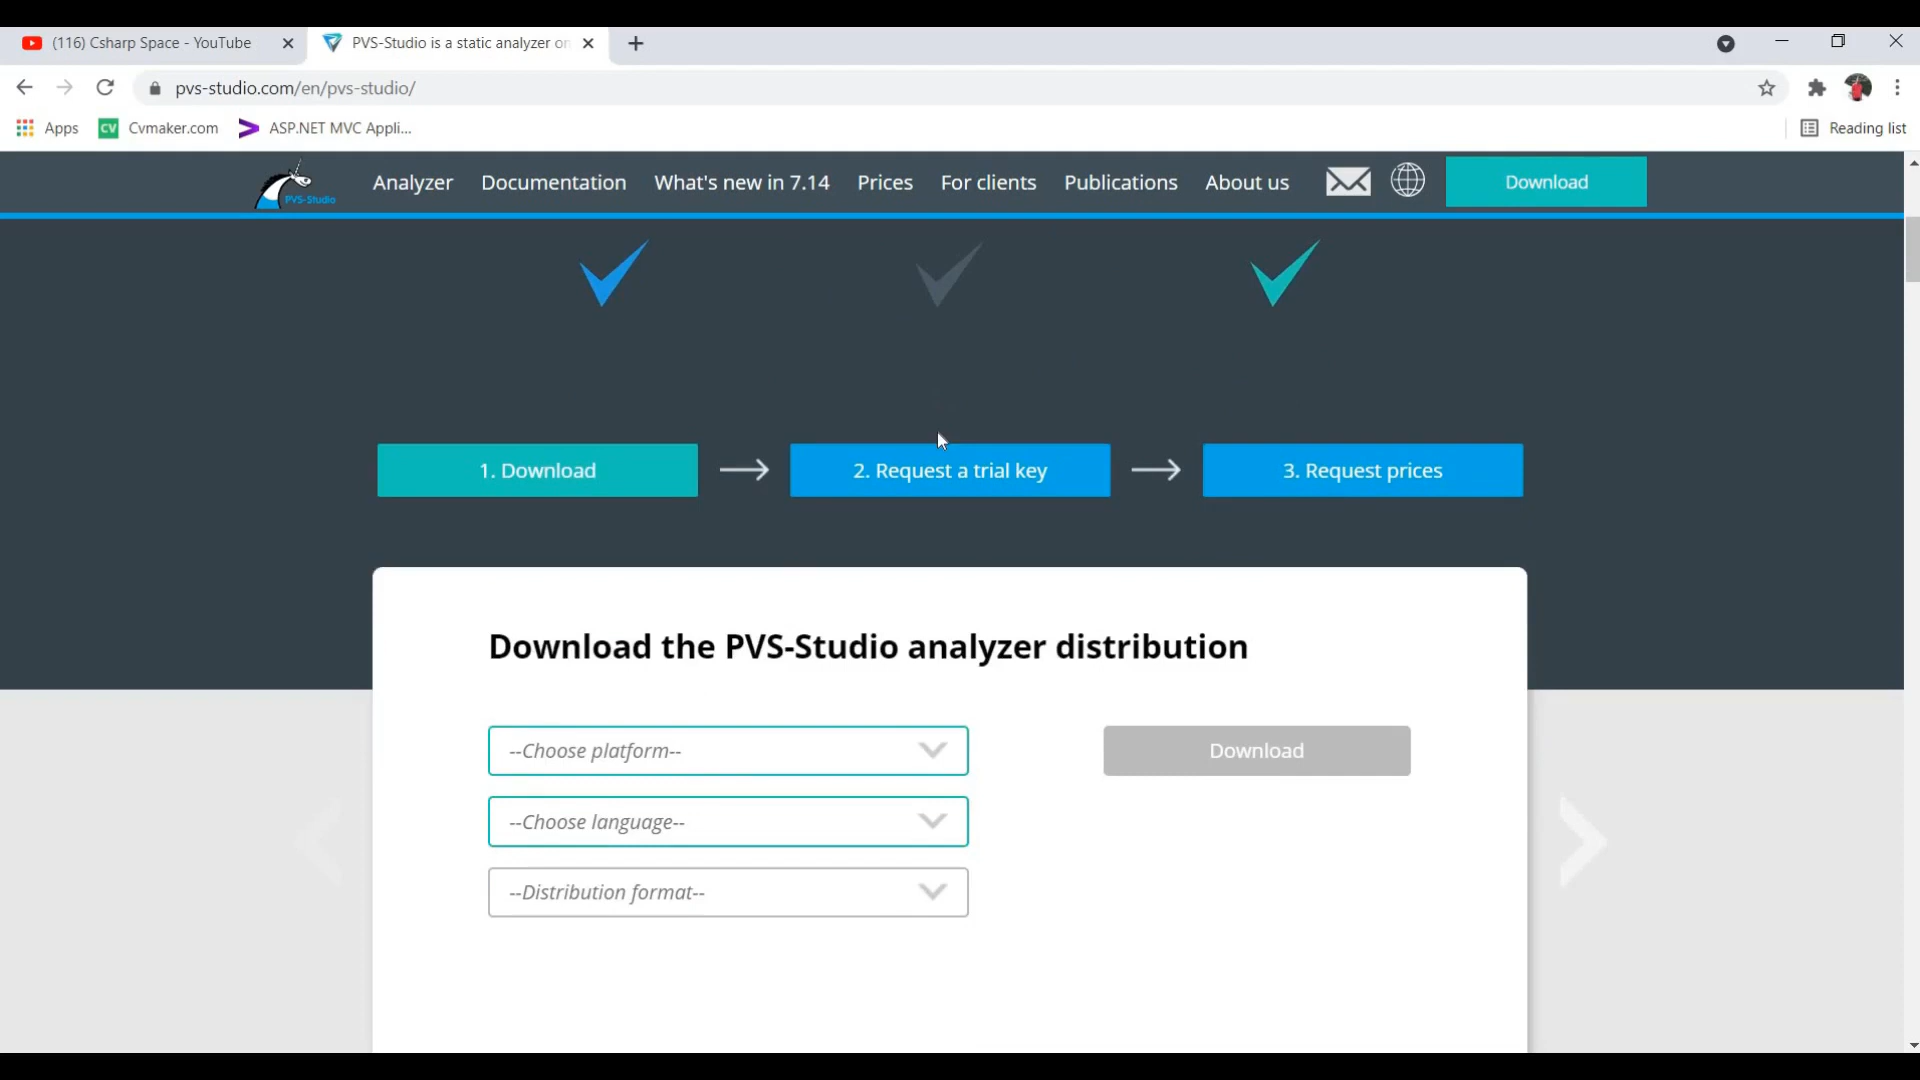 (116) Csharp Space - YouTube
PVS-Studio is a static analyzer on
pvs-studio.com/en/pvs-studio/
Apps
CV
Cvmaker.com
ASP.NET MVC Appli...
Reading list
PVS-Studio
Analyzer
Documentation
What's new in 7.14
Prices
For clients
Publications
About us
Download
1. Download
2. Request a trial key
3. Request prices
Download the PVS-Studio analyzer distribution
--Choose platform--
Download
--Choose language--
--Distribution format--